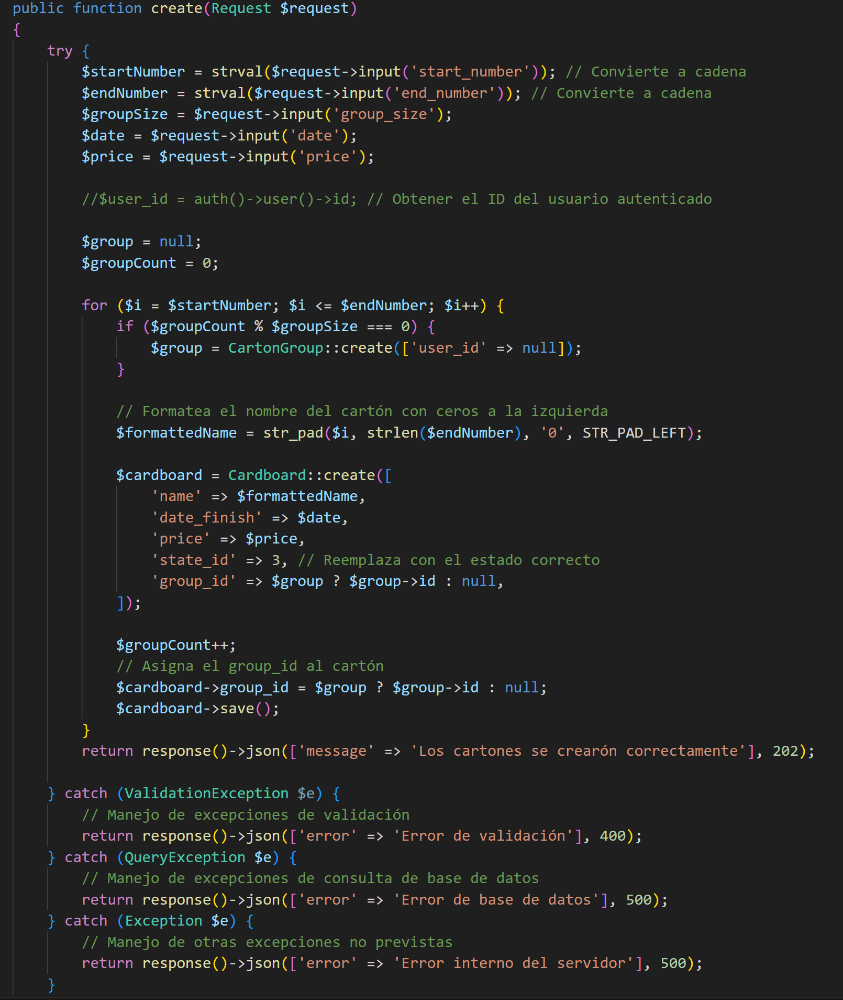 public function create(Request $request)
{
    try {
        $startNumber = strval($request->input('start_number')); // Convierte a cadena
        $endNumber = strval($request->input('end_number')); // Convierte a cadena
        $groupSize = $request->input('group_size');
        $date = $request->input('date');
        $price = $request->input('price');

        //$user_id = auth()->user()->id; // Obtener el ID del usuario autenticado

        $group = null;
        $groupCount = 0;

        for ($i = $startNumber; $i <= $endNumber; $i++) {
            if ($groupCount % $groupSize === 0) {
                $group = CartonGroup::create(['user_id' => null]);
            }

            // Formatea el nombre del cartón con ceros a la izquierda
            $formattedName = str_pad($i, strlen($endNumber), '0', STR_PAD_LEFT);

            $cardboard = Cardboard::create([
                'name' => $formattedName,
                'date_finish' => $date,
                'price' => $price,
                'state_id' => 3, // Reemplaza con el estado correcto
                'group_id' => $group ? $group->id : null,
            ]);

            $groupCount++;
            // Asigna el group_id al cartón
            $cardboard->group_id = $group ? $group->id : null;
            $cardboard->save();
        }
        return response()->json(['message' => 'Los cartones se crearón correctamente'], 202);

    } catch (ValidationException $e) {
        // Manejo de excepciones de validación
        return response()->json(['error' => 'Error de validación'], 400);
    } catch (QueryException $e) {
        // Manejo de excepciones de consulta de base de datos
        return response()->json(['error' => 'Error de base de datos'], 500);
    } catch (Exception $e) {
        // Manejo de otras excepciones no previstas
        return response()->json(['error' => 'Error interno del servidor'], 500);
    }